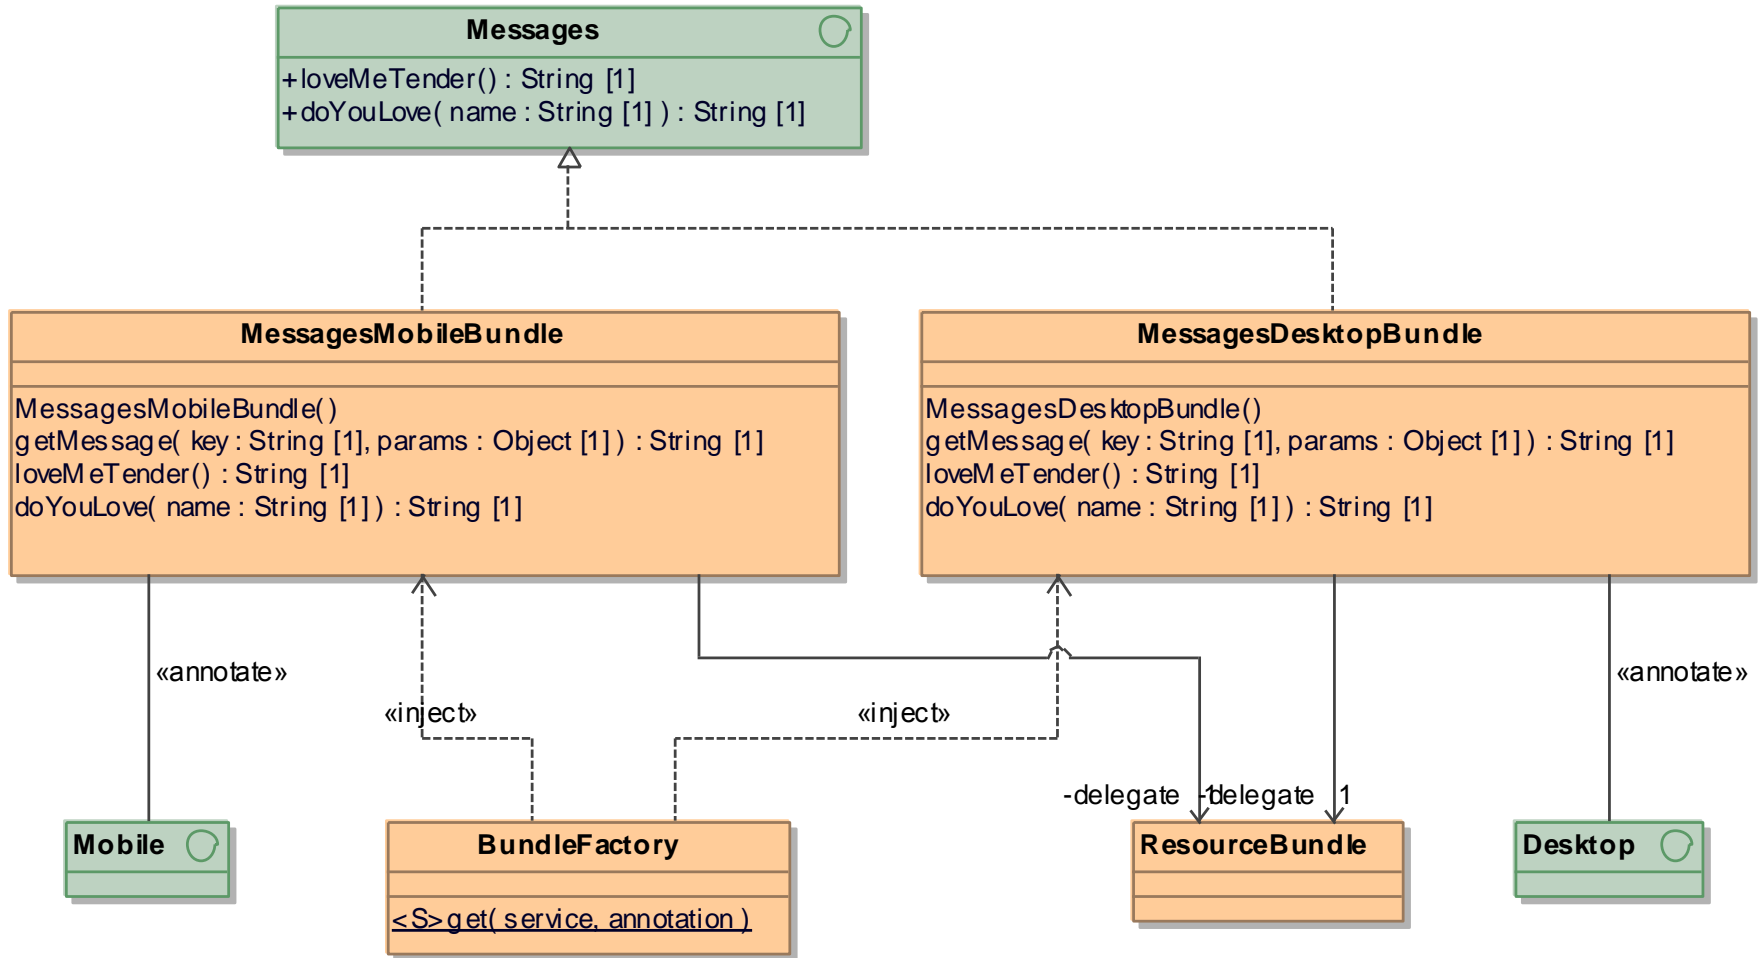 Messages
+loveMeTender() : String [1]
+doYouLove( name : String [1] ) : String [1]
MessagesMobileBundle
MessagesMobileBundle()
getMessage( key : String [1], params : Object [1] ) : String [1]
loveMeTender() : String [1]
doYouLove( name : String [1] ) : String [1]
MessagesDesktopBundle
MessagesDesktopBundle()
getMessage( key : String [1], params : Object [1] ) : String [1]
loveMeTender() : String [1]
doYouLove( name : String [1] ) : String [1]
«annotate»
«inject»
«inject»
«annotate»
-delegate 1
-delegate 1
Mobile
BundleFactory
<S>get( service, annotation )
ResourceBundle
Desktop